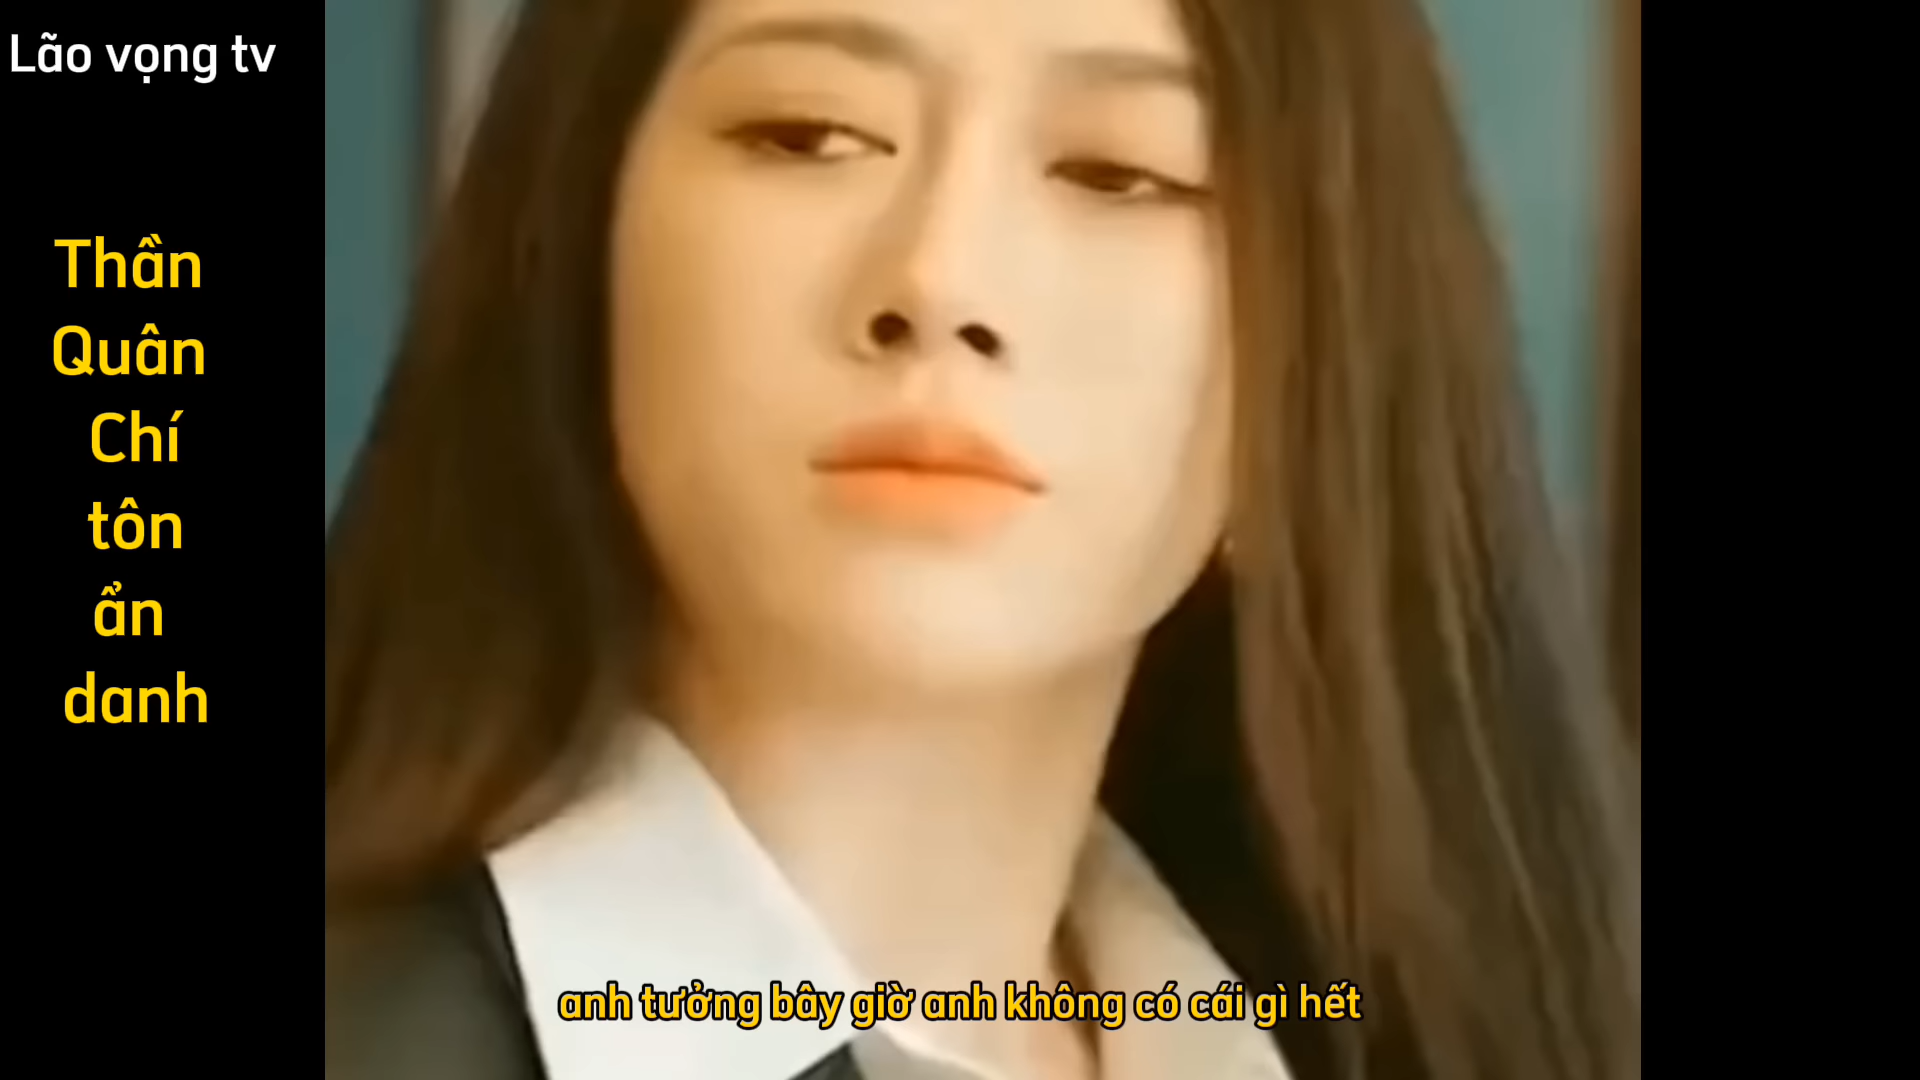 Lão vọng tv
Thần
Quân
Chí
tôn
ẩn
danh
anh tưởng bây giờ anh không có cái gì hết